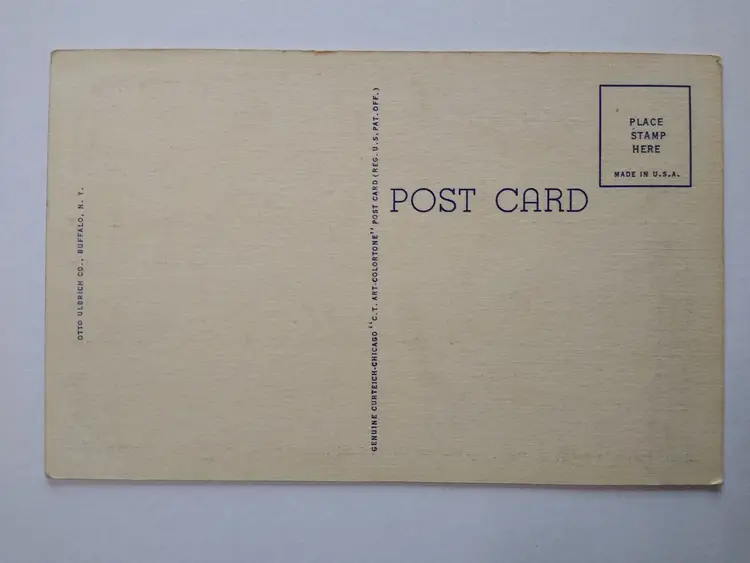 OTTO ULBRICH CO., BUFFALO, N. Y.
GENUINE CURTEICH-CHICAGO "C.T. ART-COLORTONE" POST CARD (REG. U.S. PAT. OFF.)
POST CARD
PLACE
STAMP
HERE
MADE IN U.S.A.